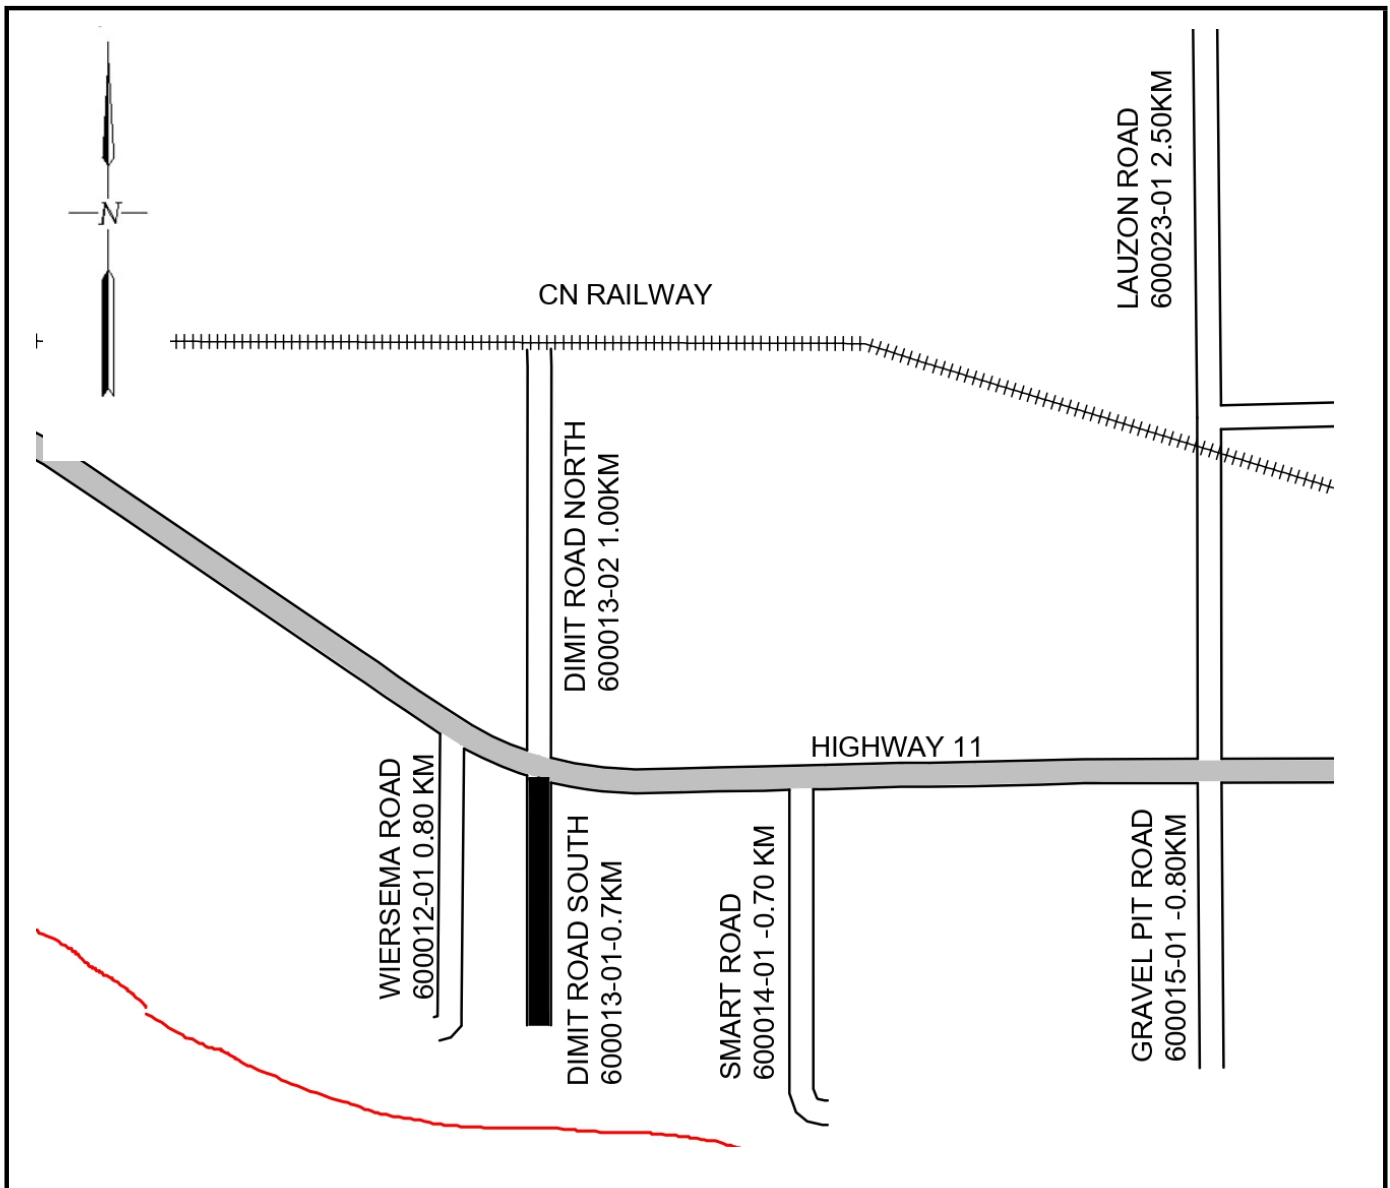 N
LAUZON ROAD
600023-01 2.50KM
CN RAILWAY
DIMIT ROAD NORTH
600013-02 1.00KM
HIGHWAY 11
WIERSEMA ROAD
600012-01 0.80 KM
DIMIT ROAD SOUTH
600013-01-0.7KM
SMART ROAD
600014-01 -0.70 KM
GRAVEL PIT ROAD
600015-01 -0.80KM